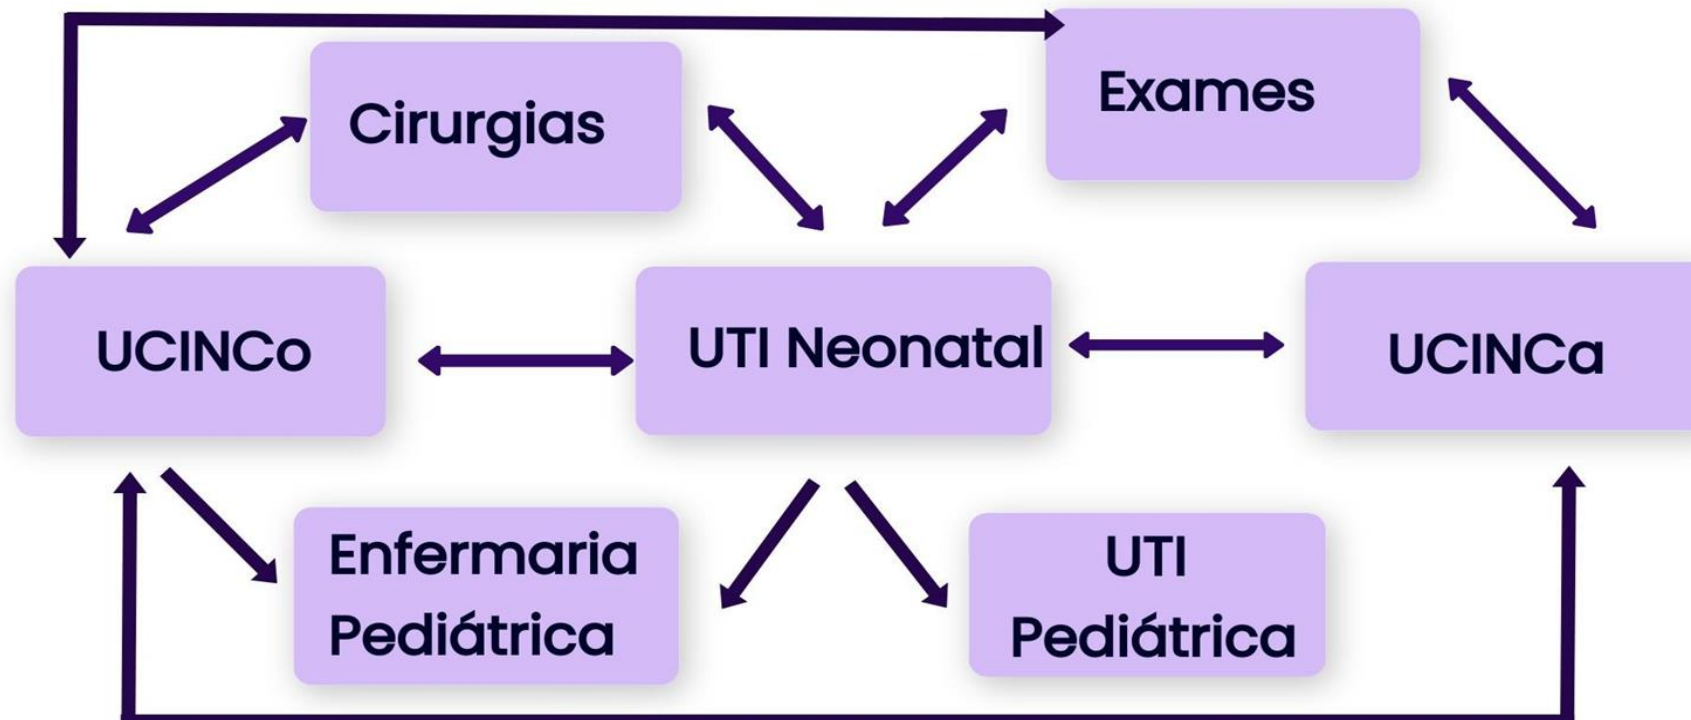 Cirurgias
Exames
UCINCo
UTI Neonatal
UCINCa
Enfermaria
Pediátrica
UTI
Pediátrica